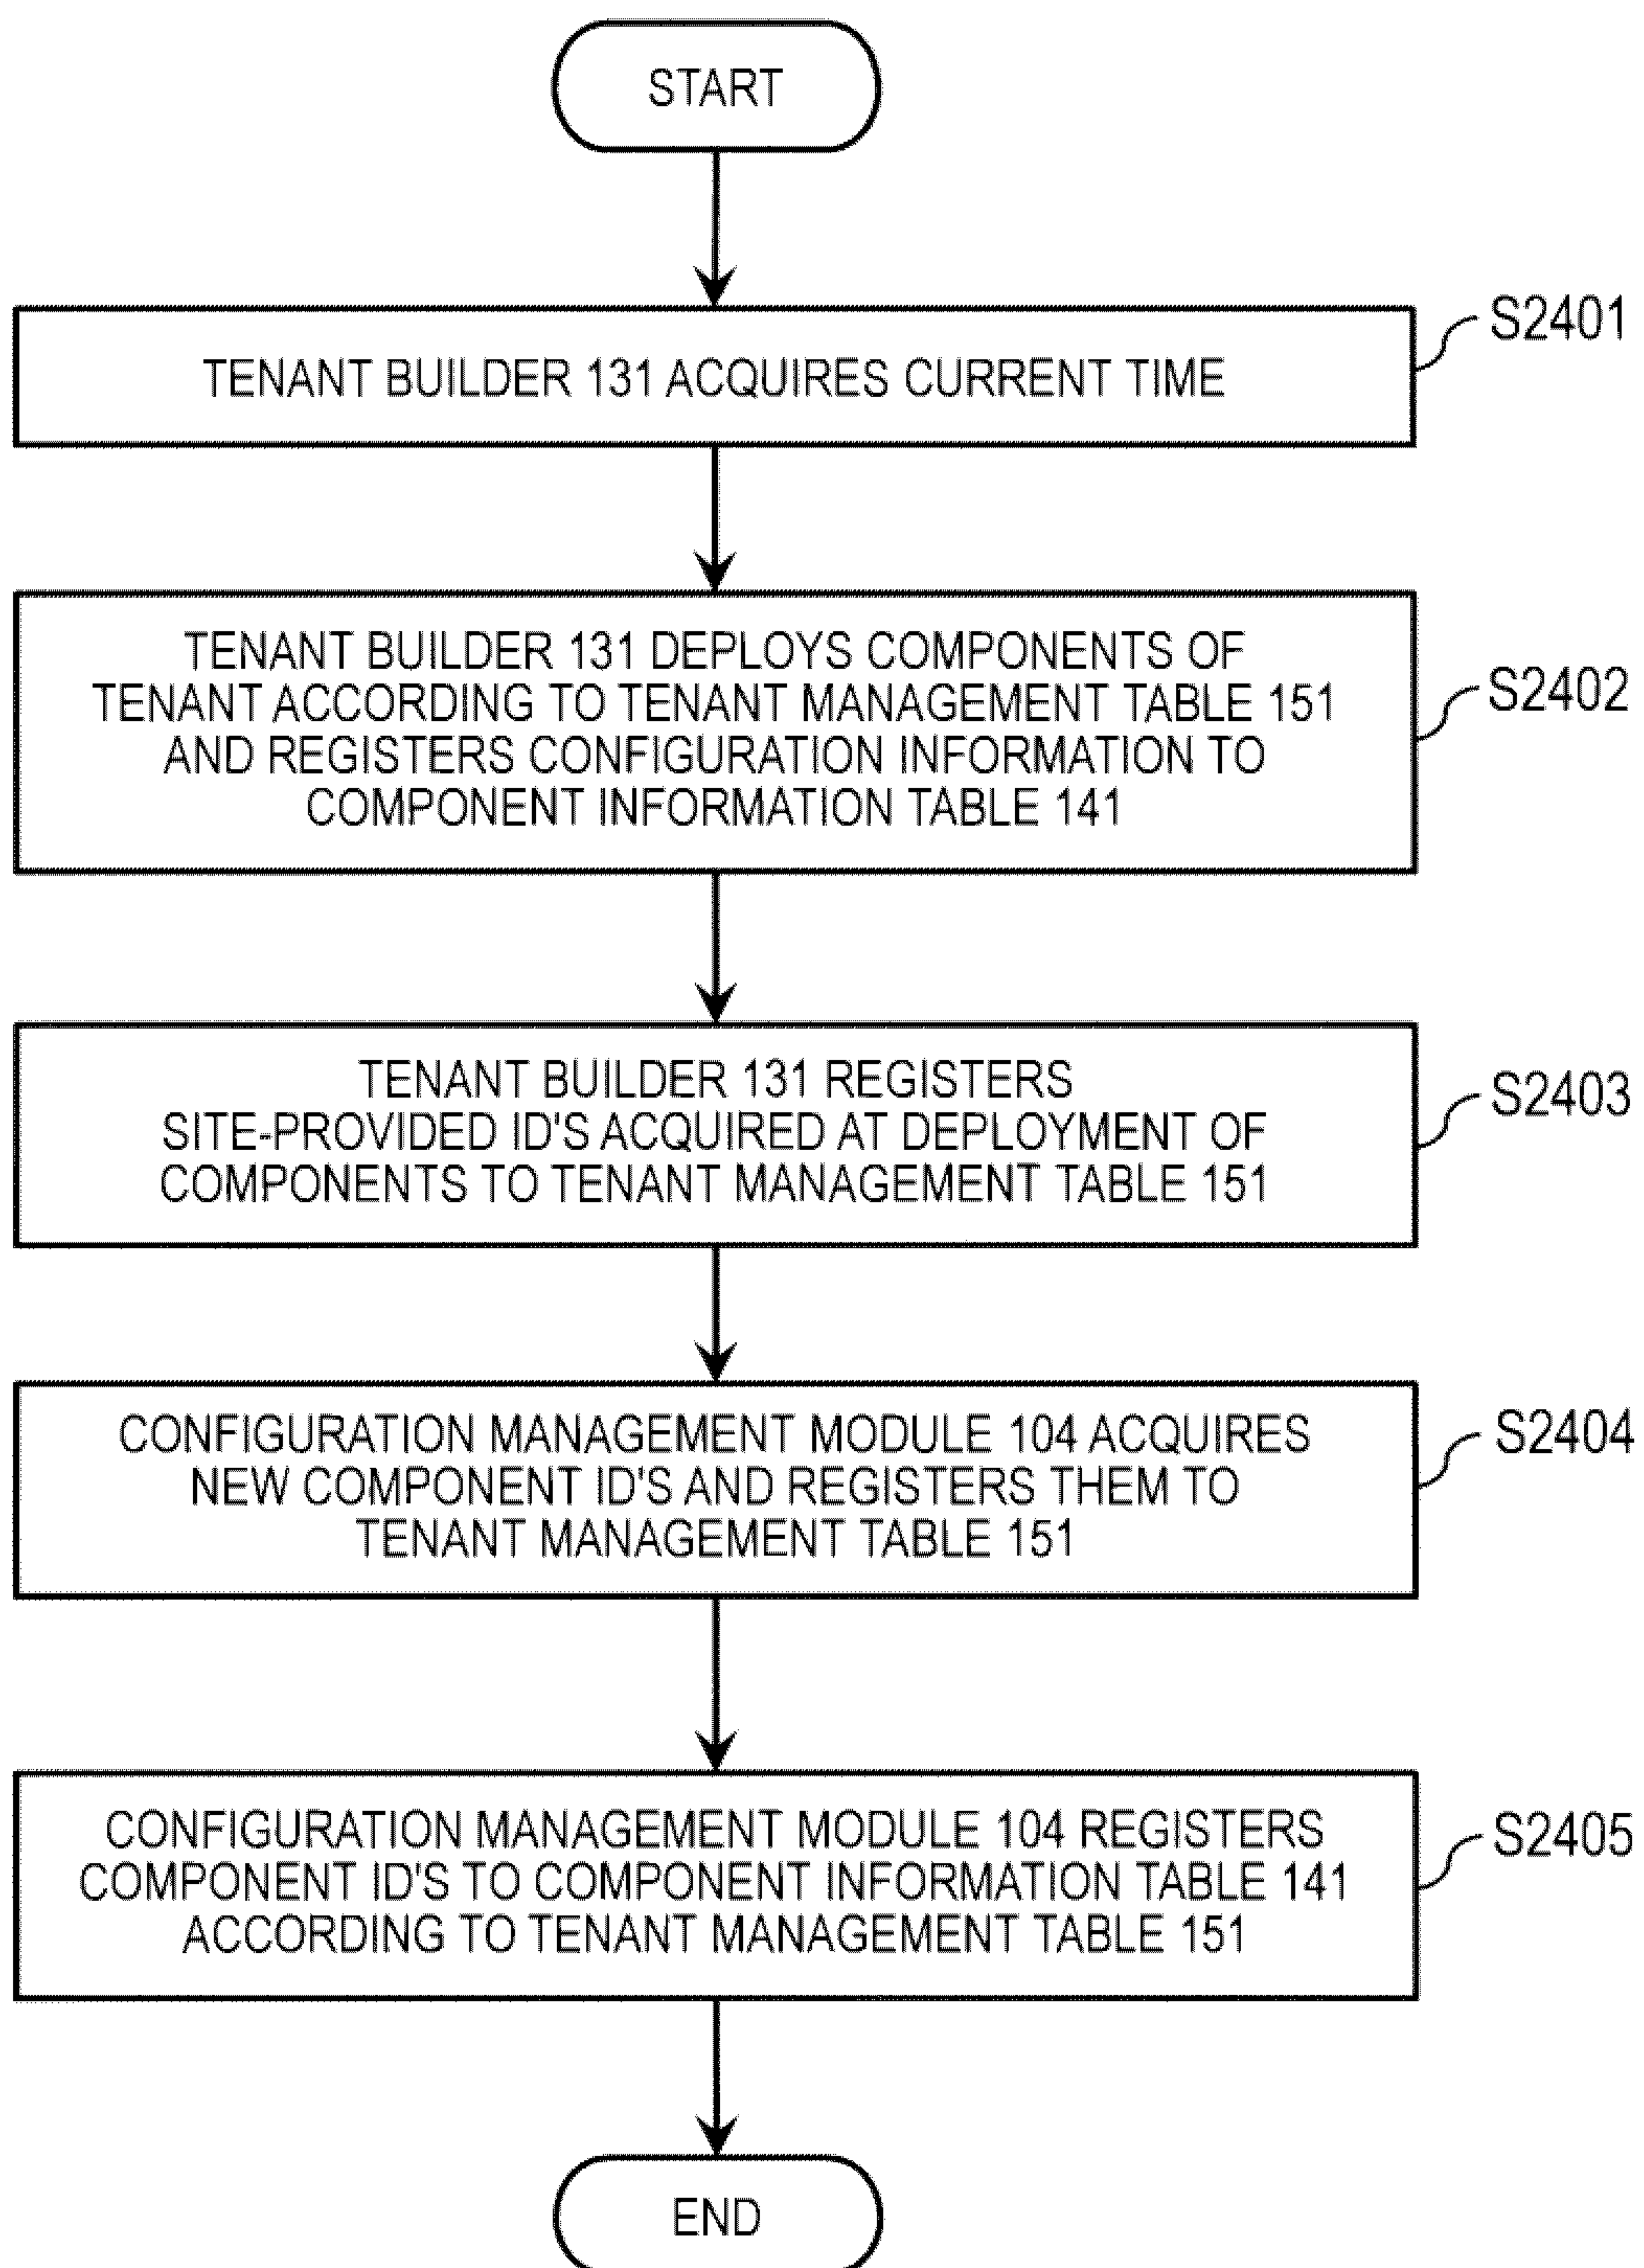 START
S2401
TENANT BUILDER 131 ACQUIRES CURRENT TIME
TENANT BUILDER 131 DEPLOYS COMPONENTS OF
TENANT ACCORDING TO TENANT MANAGEMENT TABLE 151
AND REGISTERS CONFIGURATION INFORMATION TO
COMPONENT INFORMATION TABLE 141
S2402
TENANT BUILDER 131 REGISTERS
SITE-PROVIDED ID'S ACQUIRED AT DEPLOYMENT OF
COMPONENTS TO TENANT MANAGEMENT TABLE 151
S2403
CONFIGURATION MANAGEMENT MODULE 104 ACQUIRES
NEW COMPONENT ID'S AND REGISTERS THEM TO
TENANT MANAGEMENT TABLE 151
S2404
CONFIGURATION MANAGEMENT MODULE 104 REGISTERS
COMPONENT ID'S TO COMPONENT INFORMATION TABLE 141
ACCORDING TO TENANT MANAGEMENT TABLE 151
S2405
END